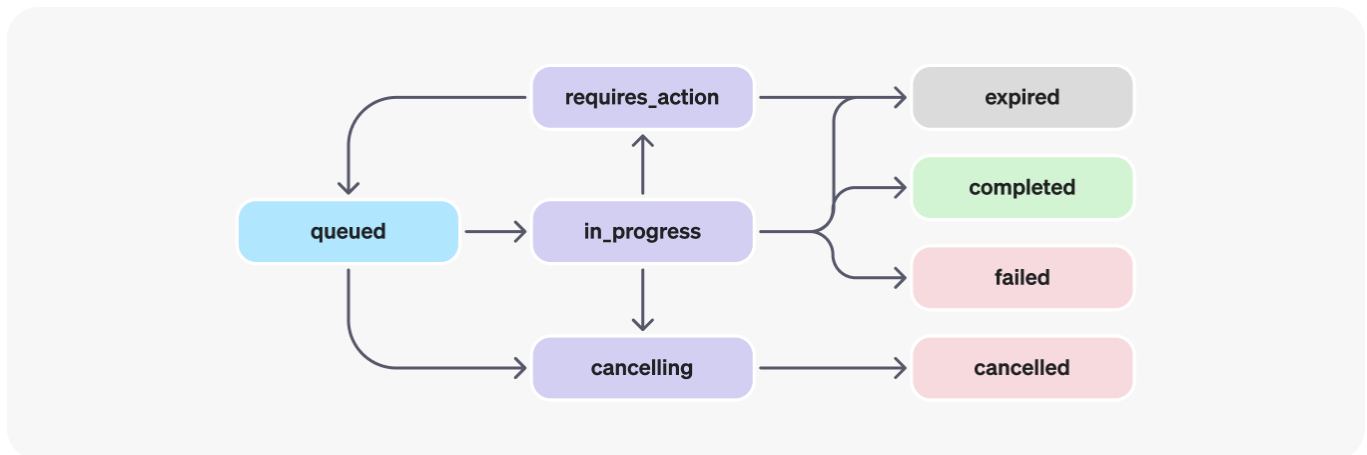 requires_action
expired
completed
queued
in_progress
failed
cancelling
cancelled